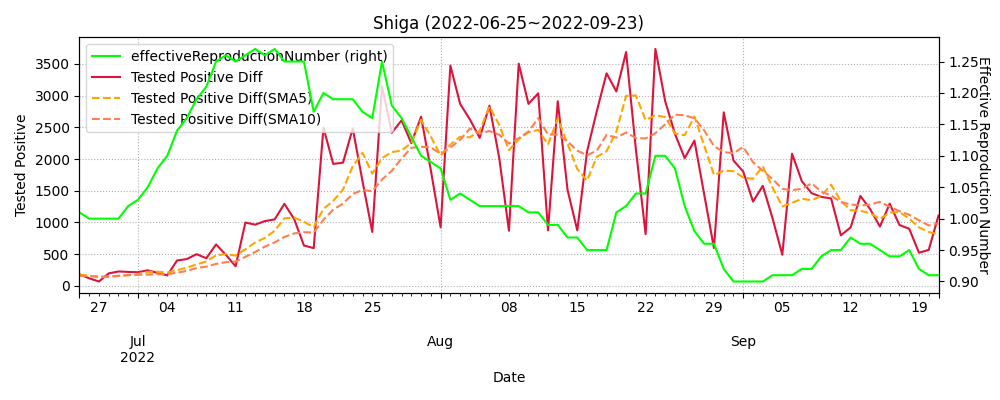 Shiga (2022-06-25~2022-09-23)
effectiveReproductionNumber (right)
Tested Positive Diff
Tested Positive Diff(SMA5)
Tested Positive Diff(SMA10)
Tested Positive
3500
3000
2500
2000
1500
1000
500
0
1.25
1.20
1.15
1.10
1.05
1.00
0.95
0.90
Effective Reproduction Number
27 04 11 18 25 08 15 22 29 05 12 19
Jul Aug Sep
2022
Date